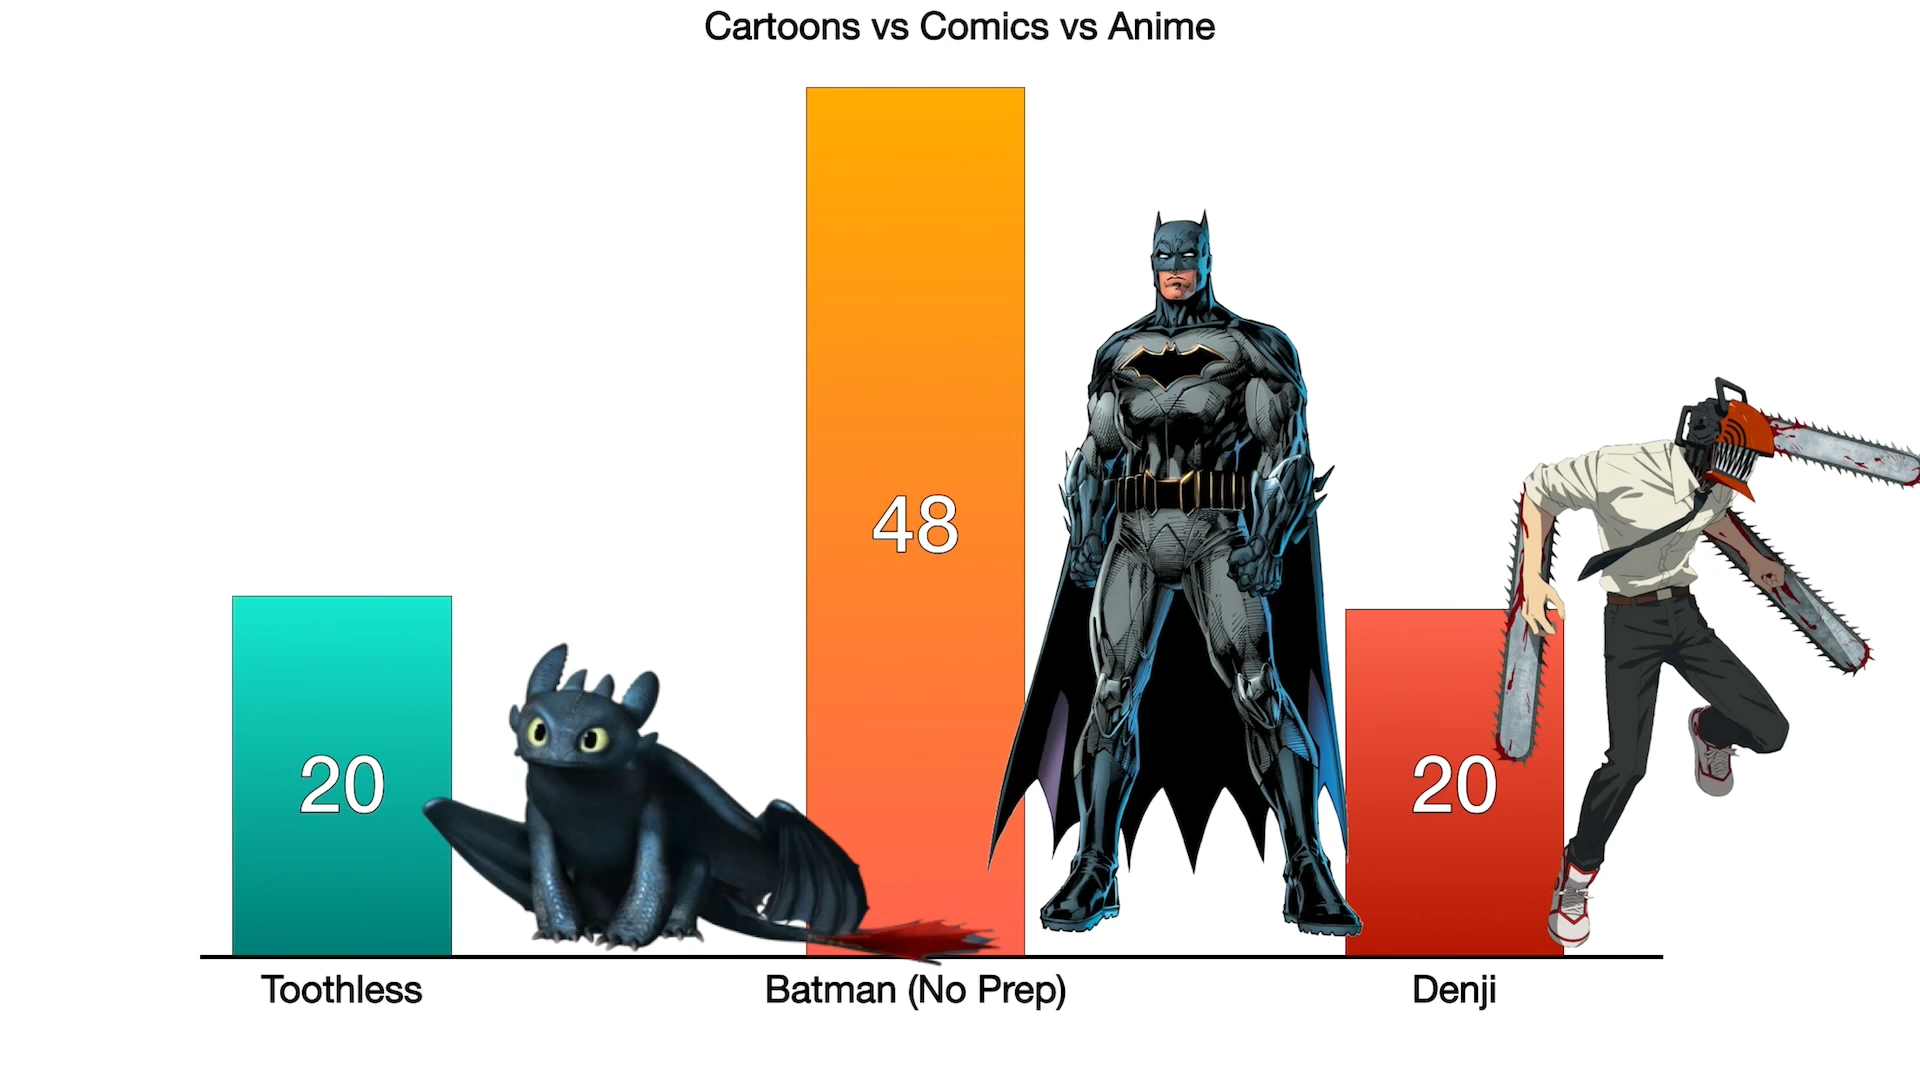 Cartoons vs Comics vs Anime
48
20
20
Toothless
Batman (No Prep)
Denji